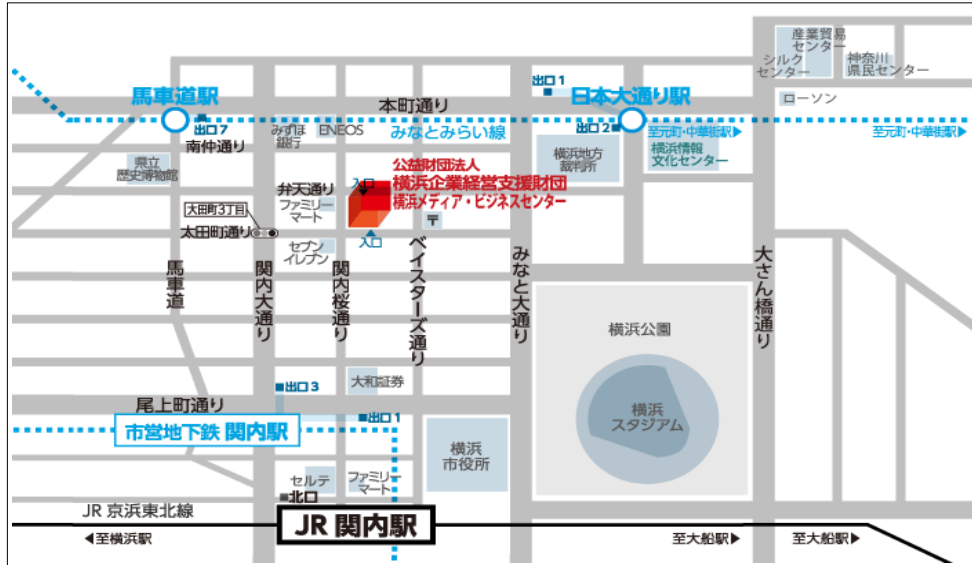 産業貿易
センター
シルク
センター
神奈川
県民センター
馬車道駅
出口1
日本大通り駅
本町通り
ローソン
出口7
みずほ
銀行
ENEOS
みなとみらい線
出口2
至元町・中華街駅▶
至元町・中華街駅▶
南仲通り
横浜地方
裁判所
横浜情報
文化センター
県立
歴史博物館
公益財団法人
横浜企業経営支援財団
横浜メディア・ビジネスセンター
入口
弁天通り
ファミリー
マート
大田町3丁目
〒
太田町通り
入口
セブン
イレブン
馬車道
関内大通り
関内桜通り
ベイスターズ通り
みなと大通り
大さん橋通り
横浜公園
横浜
スタジアム
出口3
大和証券
尾上町通り
出口1
市営地下鉄 関内駅
横浜
市役所
セルテ
ファミリー
マート
北口
JR 京浜東北線
JR 関内駅
◀至横浜駅
至大船駅▶
至大船駅▶